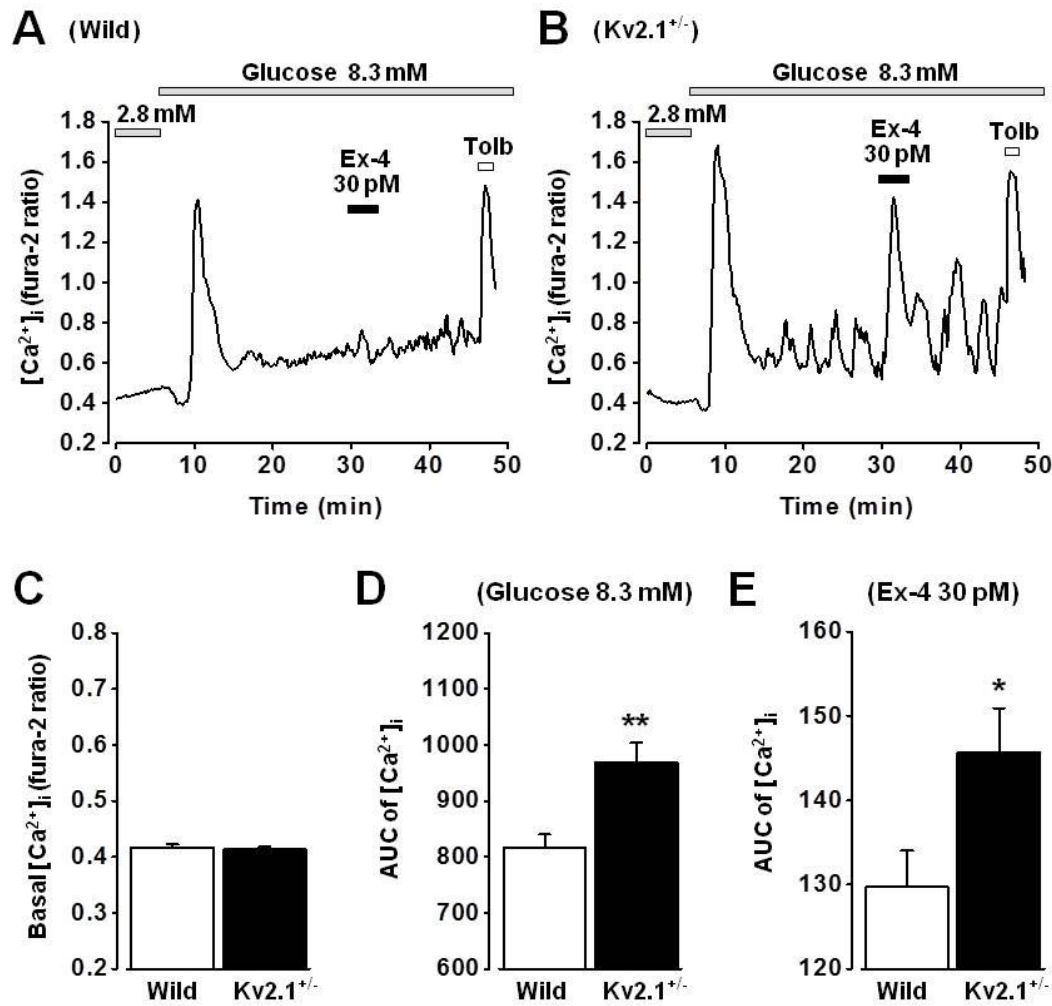 A (Wild)
Glucose 8.3 mM
2.8 mM
Ex-4
30 pM
Tolb
[Ca²⁺]i (fura-2 ratio)
1.8
1.6
1.4
1.2
1.0
0.8
0.6
0.4
0.2
0 10 20 30 40 50
Time (min)
B (Kv2.1⁺/⁻)
Glucose 8.3 mM
2.8 mM
Ex-4
30 pM
Tolb
[Ca²⁺]i (fura-2 ratio)
1.8
1.6
1.4
1.2
1.0
0.8
0.6
0.4
0.2
0 10 20 30 40 50
Time (min)
C
Basal [Ca²⁺]i (fura-2 ratio)
0.8
0.7
0.6
0.5
0.4
0.3
0.2
Wild Kv2.1⁺/⁻
D (Glucose 8.3 mM)
AUC of [Ca²⁺]i
1200
1100
1000
900
800
700
600
**
Wild Kv2.1⁺/⁻
E (Ex-4 30 pM)
AUC of [Ca²⁺]i
160
150
140
130
120
*
Wild Kv2.1⁺/⁻